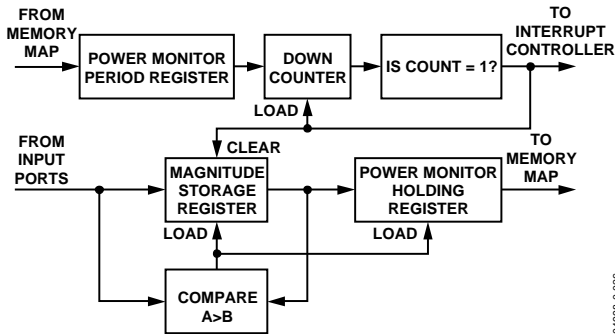 FROM
MEMORY
MAP
POWER MONITOR
PERIOD REGISTER
DOWN
COUNTER
IS COUNT = 1?
TO
INTERRUPT
CONTROLLER
LOAD
CLEAR
FROM
INPUT
PORTS
MAGNITUDE
STORAGE
REGISTER
POWER MONITOR
HOLDING
REGISTER
TO
MEMORY
MAP
LOAD
LOAD
COMPARE
A>B